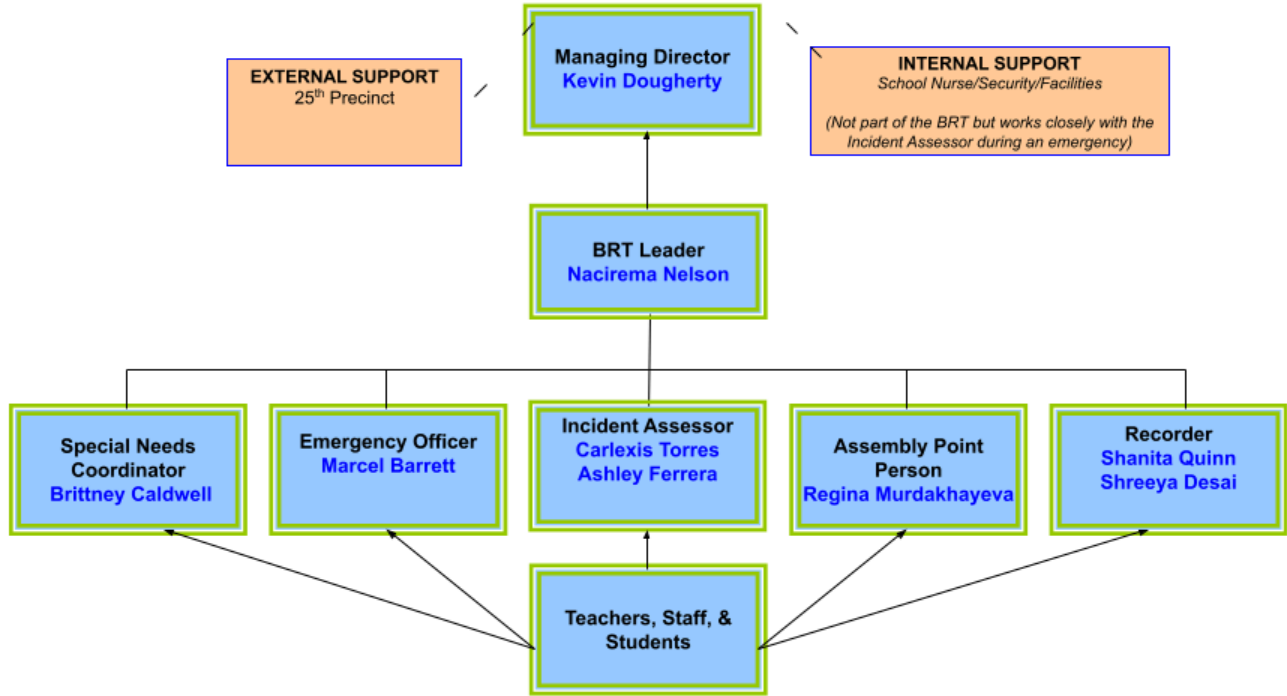 Managing Director
Kevin Dougherty
EXTERNAL SUPPORT
25th Precinct
INTERNAL SUPPORT
School Nurse/Security/Facilities
(Not part of the BRT but works closely with the
Incident Assessor during an emergency)
BRT Leader
Nacirema Nelson
Special Needs
Coordinator
Brittney Caldwell
Emergency Officer
Marcel Barrett
Incident Assessor
Carlexis Torres
Ashley Ferrera
Assembly Point
Person
Regina Murdakhayeva
Recorder
Shanita Quinn
Shreeya Desai
Teachers, Staff, &
Students